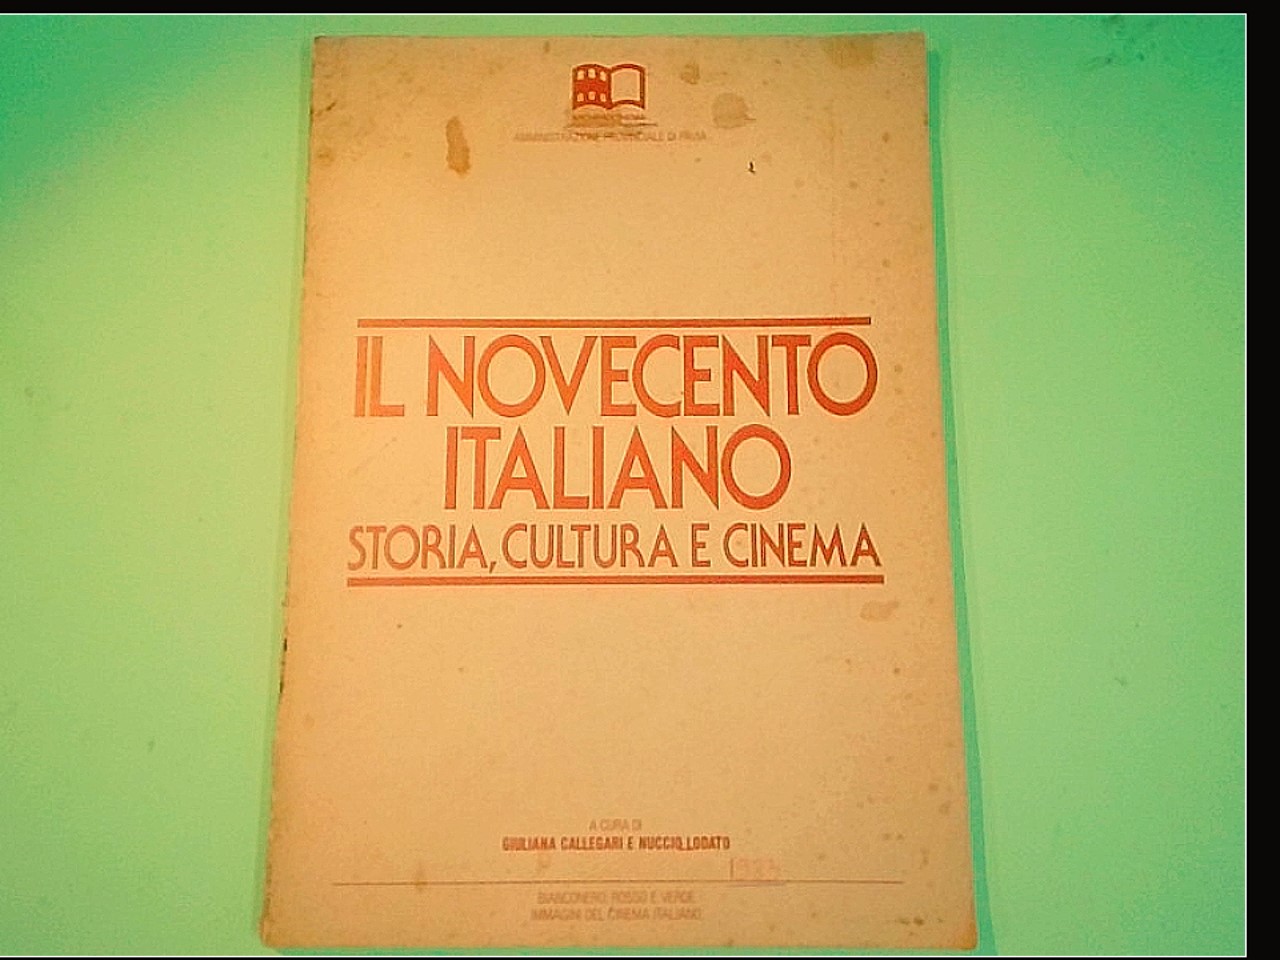 AMMINISTRAZIONE PROVINCIALE DI PAVIA
IL NOVECENTO
ITALIANO
STORIA, CULTURA E CINEMA
A CURA DI
GIULIANA CALLEGARI E NUCCIO LODATO
BIANCONERO, ROSSO E VERDE
IMMAGINI DEL CINEMA ITALIANO